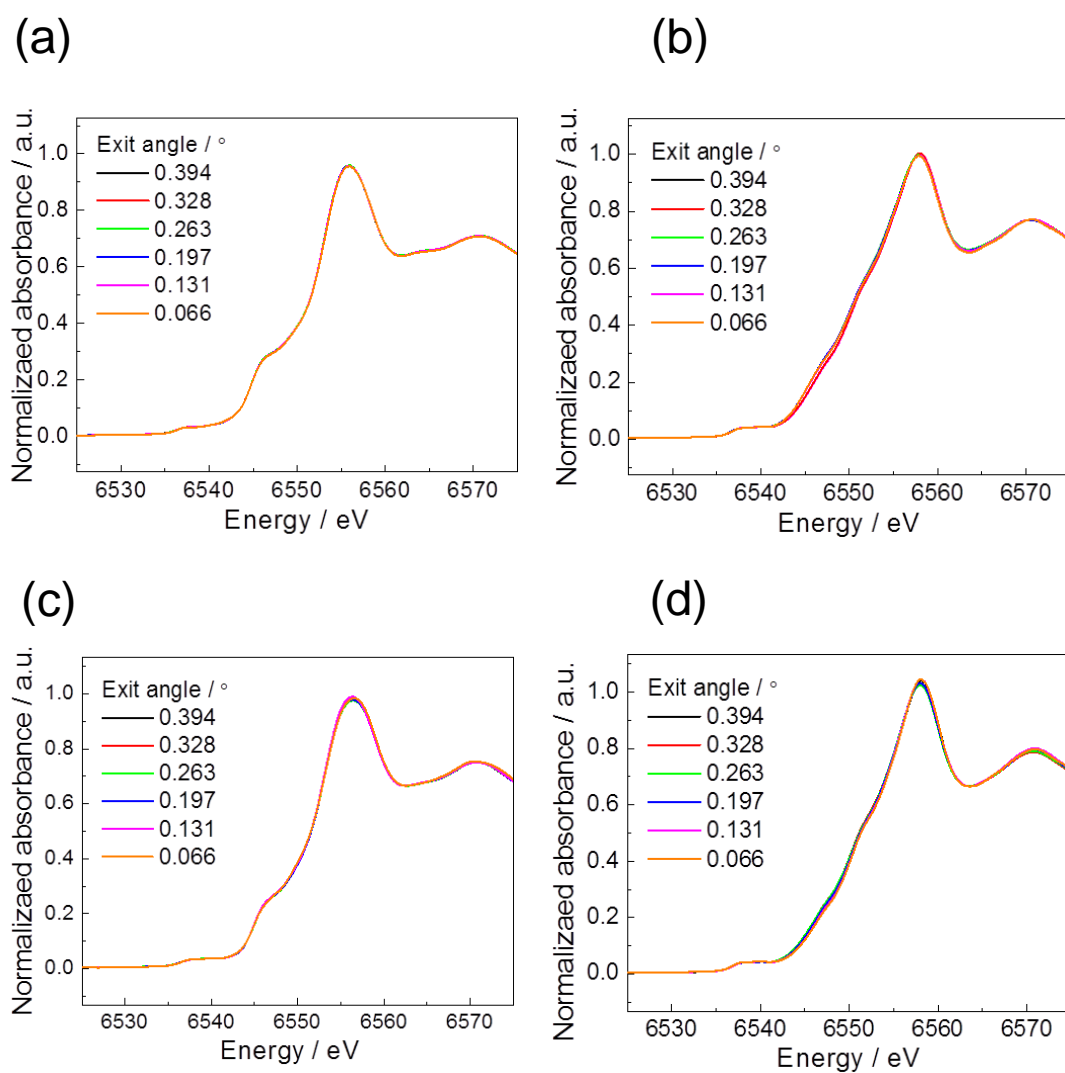 (a)
Normalizaed absorbance / a.u.
1.0
0.8
0.6
0.4
0.2
0.0
Exit angle / °
0.394
0.328
0.263
0.197
0.131
0.066
6530 6540 6550 6560 6570
Energy / eV
(b)
Normalizaed absorbance / a.u.
1.0
0.8
0.6
0.4
0.2
0.0
Exit angle / °
0.394
0.328
0.263
0.197
0.131
0.066
6530 6540 6550 6560 6570
Energy / eV
(c)
Normalizaed absorbance / a.u.
1.0
0.8
0.6
0.4
0.2
0.0
Exit angle / °
0.394
0.328
0.263
0.197
0.131
0.066
6530 6540 6550 6560 6570
Energy / eV
(d)
Normalizaed absorbance / a.u.
1.0
0.8
0.6
0.4
0.2
0.0
Exit angle / °
0.394
0.328
0.263
0.197
0.131
0.066
6530 6540 6550 6560 6570
Energy / eV